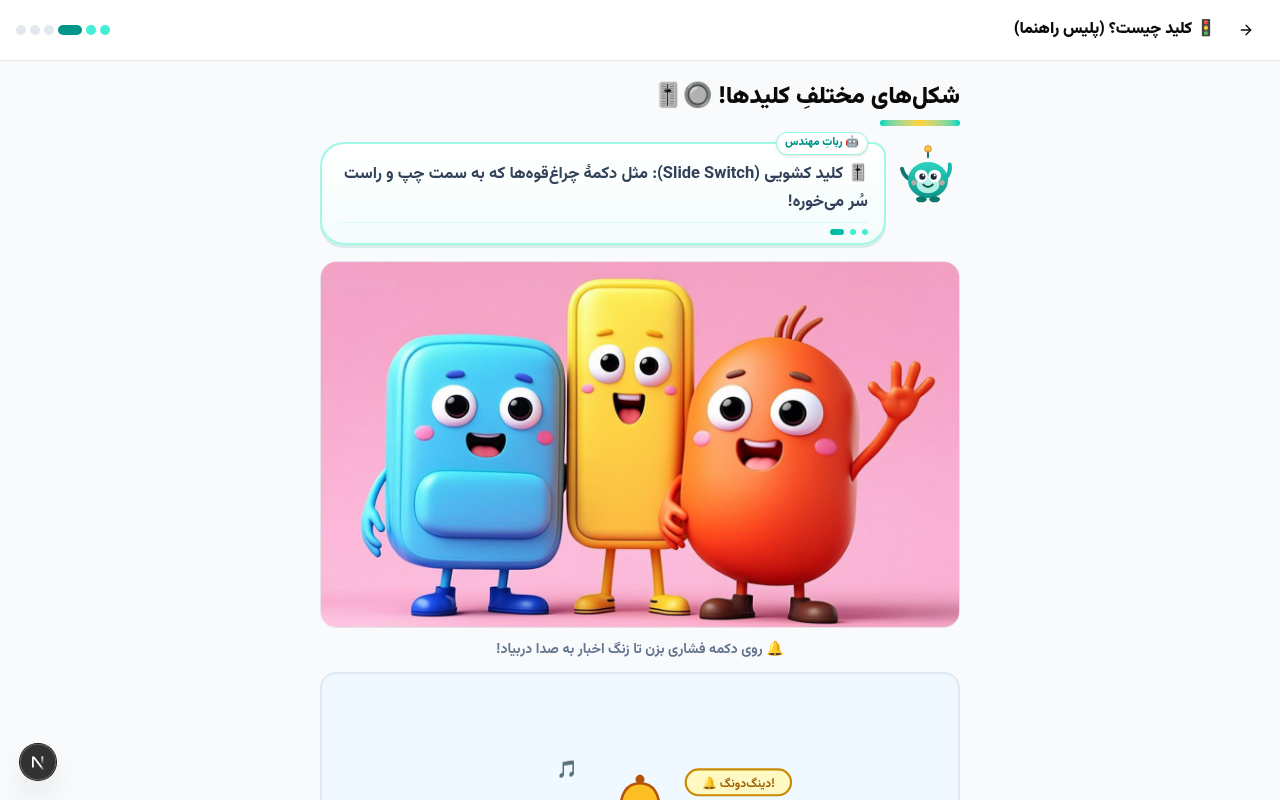 🚦 کلید چیست؟ (پلیس راهنما)
شکل‌های مختلفِ کلیدها! 🔘🎚️
🤖 رباتِ مهندس
🎚️ کلید کشویی (Slide Switch): مثل دکمهٔ چراغ‌قوه‌ها که به سمت چپ و راست
سُر می‌خوره!
🔔 روی دکمه فشاری بزن تا زنگ اخبار به صدا دربیاد!
🎵
!دینگ‌دونگ 🔔
N